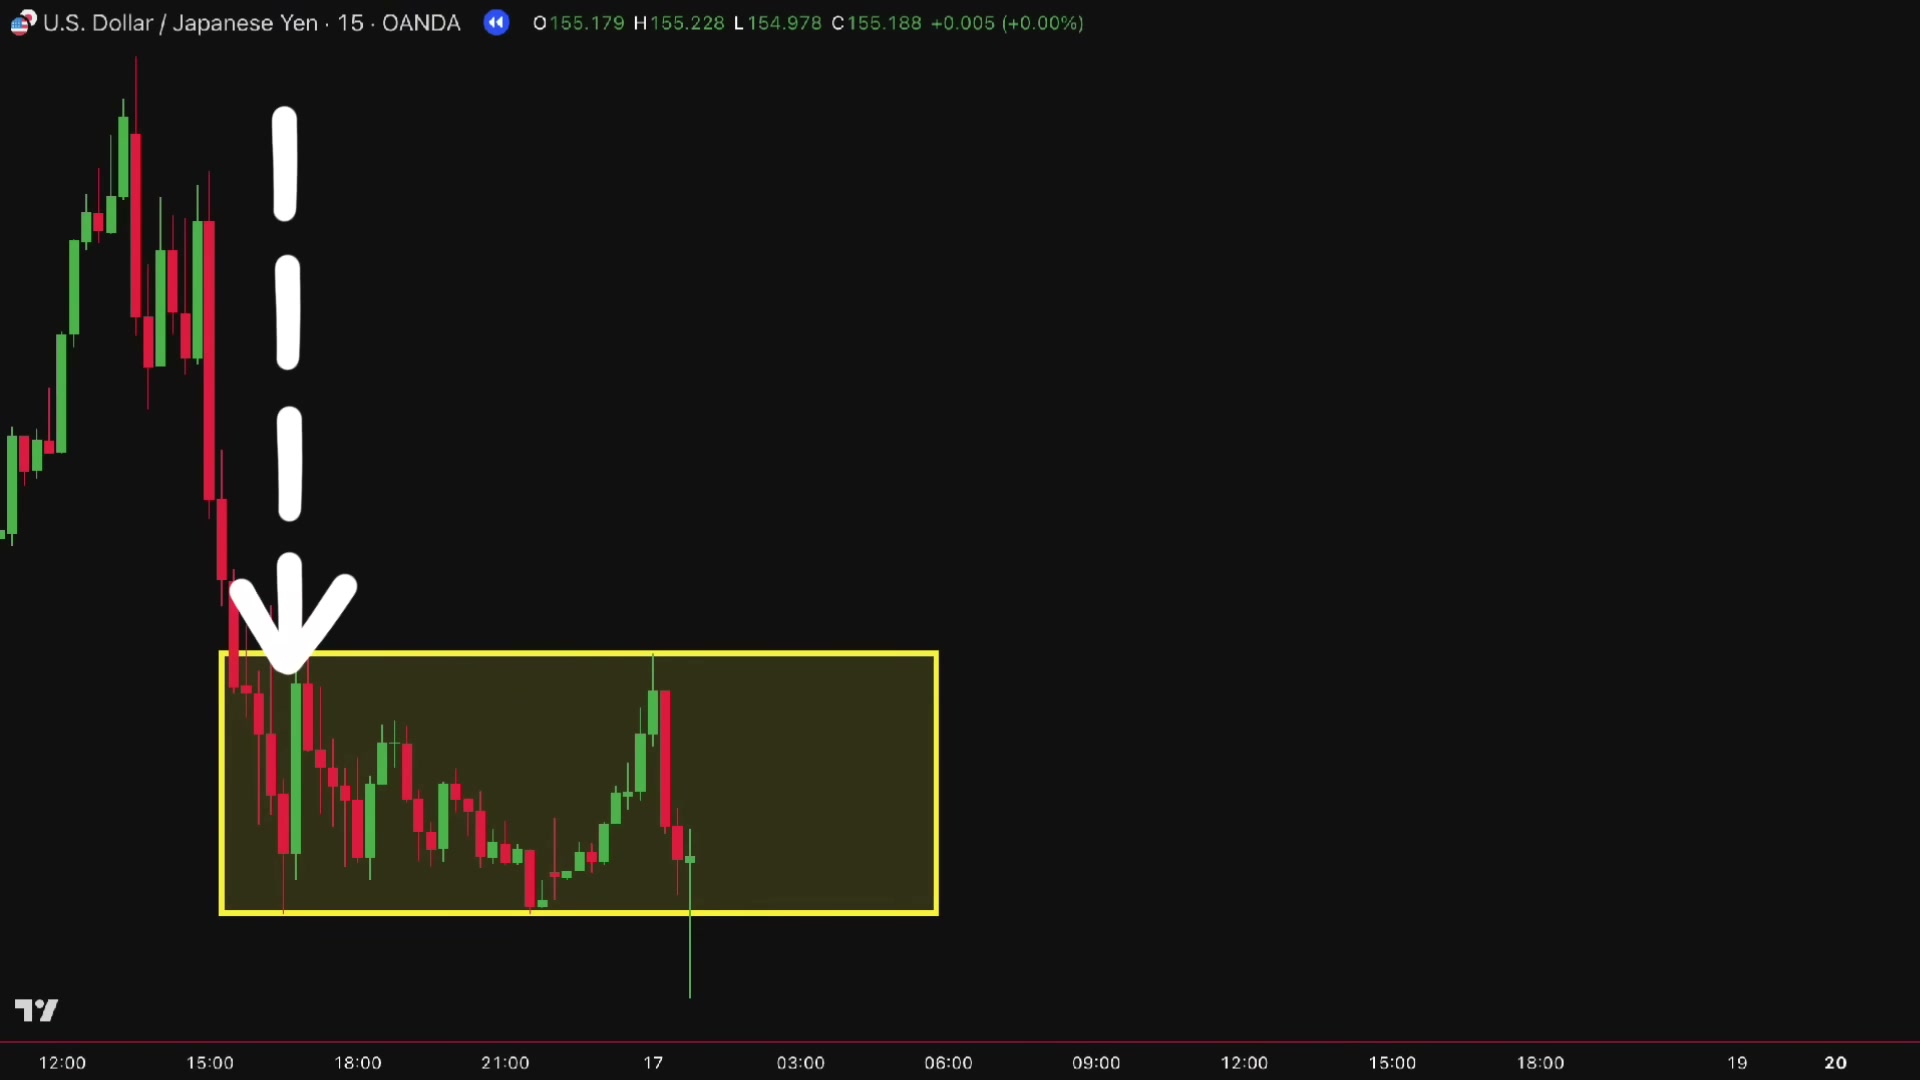 U.S. Dollar / Japanese Yen · 15 · OANDA O155.179 H155.228 L154.978 C155.188 +0.005 (+0.00%)
12:00 15:00 18:00 21:00 17 03:00 06:00 09:00 12:00 15:00 18:00 19 20